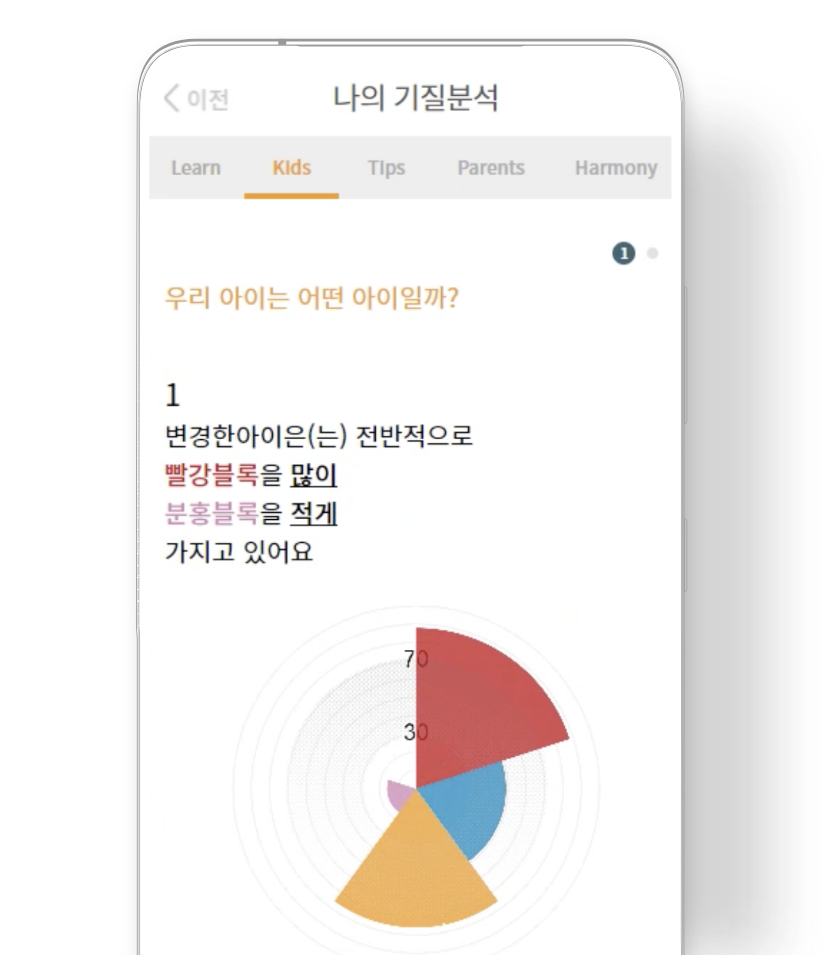 이전
나의 기질분석
Learn Kids Tips Parents Harmony
1
우리 아이는 어떤 아이일까?
1
변경한아이은(는) 전반적으로
빨강블록을 많이
분홍블록을 적게
가지고 있어요
70
30